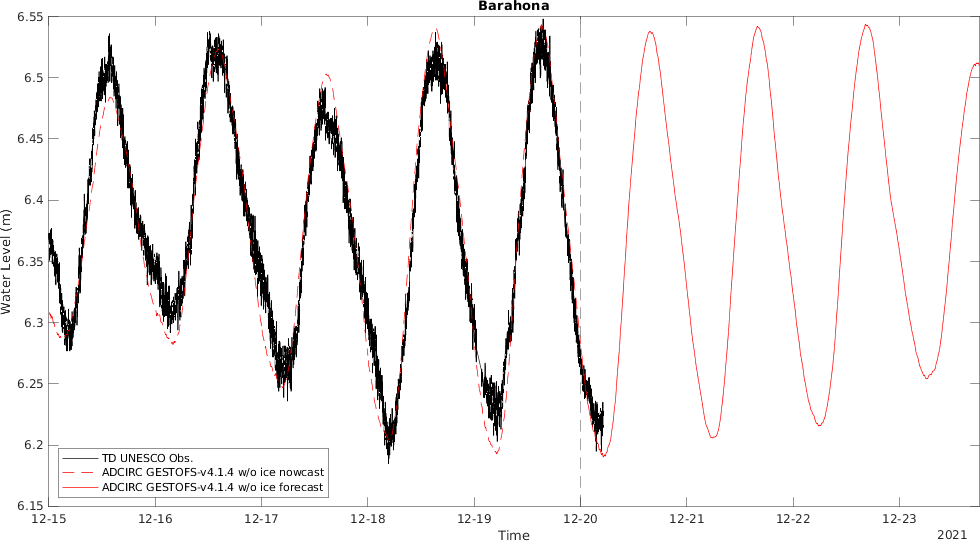 Barahona
6.55
6.5
6.45
6.4
6.35
6.3
6.25
6.2
6.15
Water Level (m)
TD UNESCO Obs.
ADCIRC GESTOFS-v4.1.4 w/o ice nowcast
ADCIRC GESTOFS-v4.1.4 w/o ice forecast
12-15 12-16 12-17 12-18 12-19 12-20 12-21 12-22 12-23
Time
2021